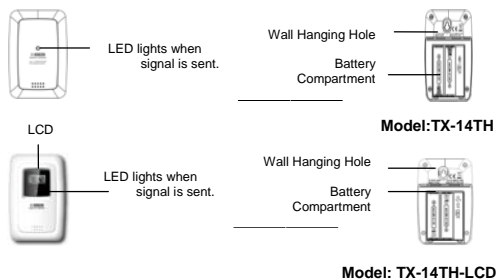 LED lights when
signal is sent.
Wall Hanging Hole
Battery
Compartment
Model:TX-14TH
LCD
LED lights when
signal is sent.
Wall Hanging Hole
Battery
Compartment
Model: TX-14TH-LCD